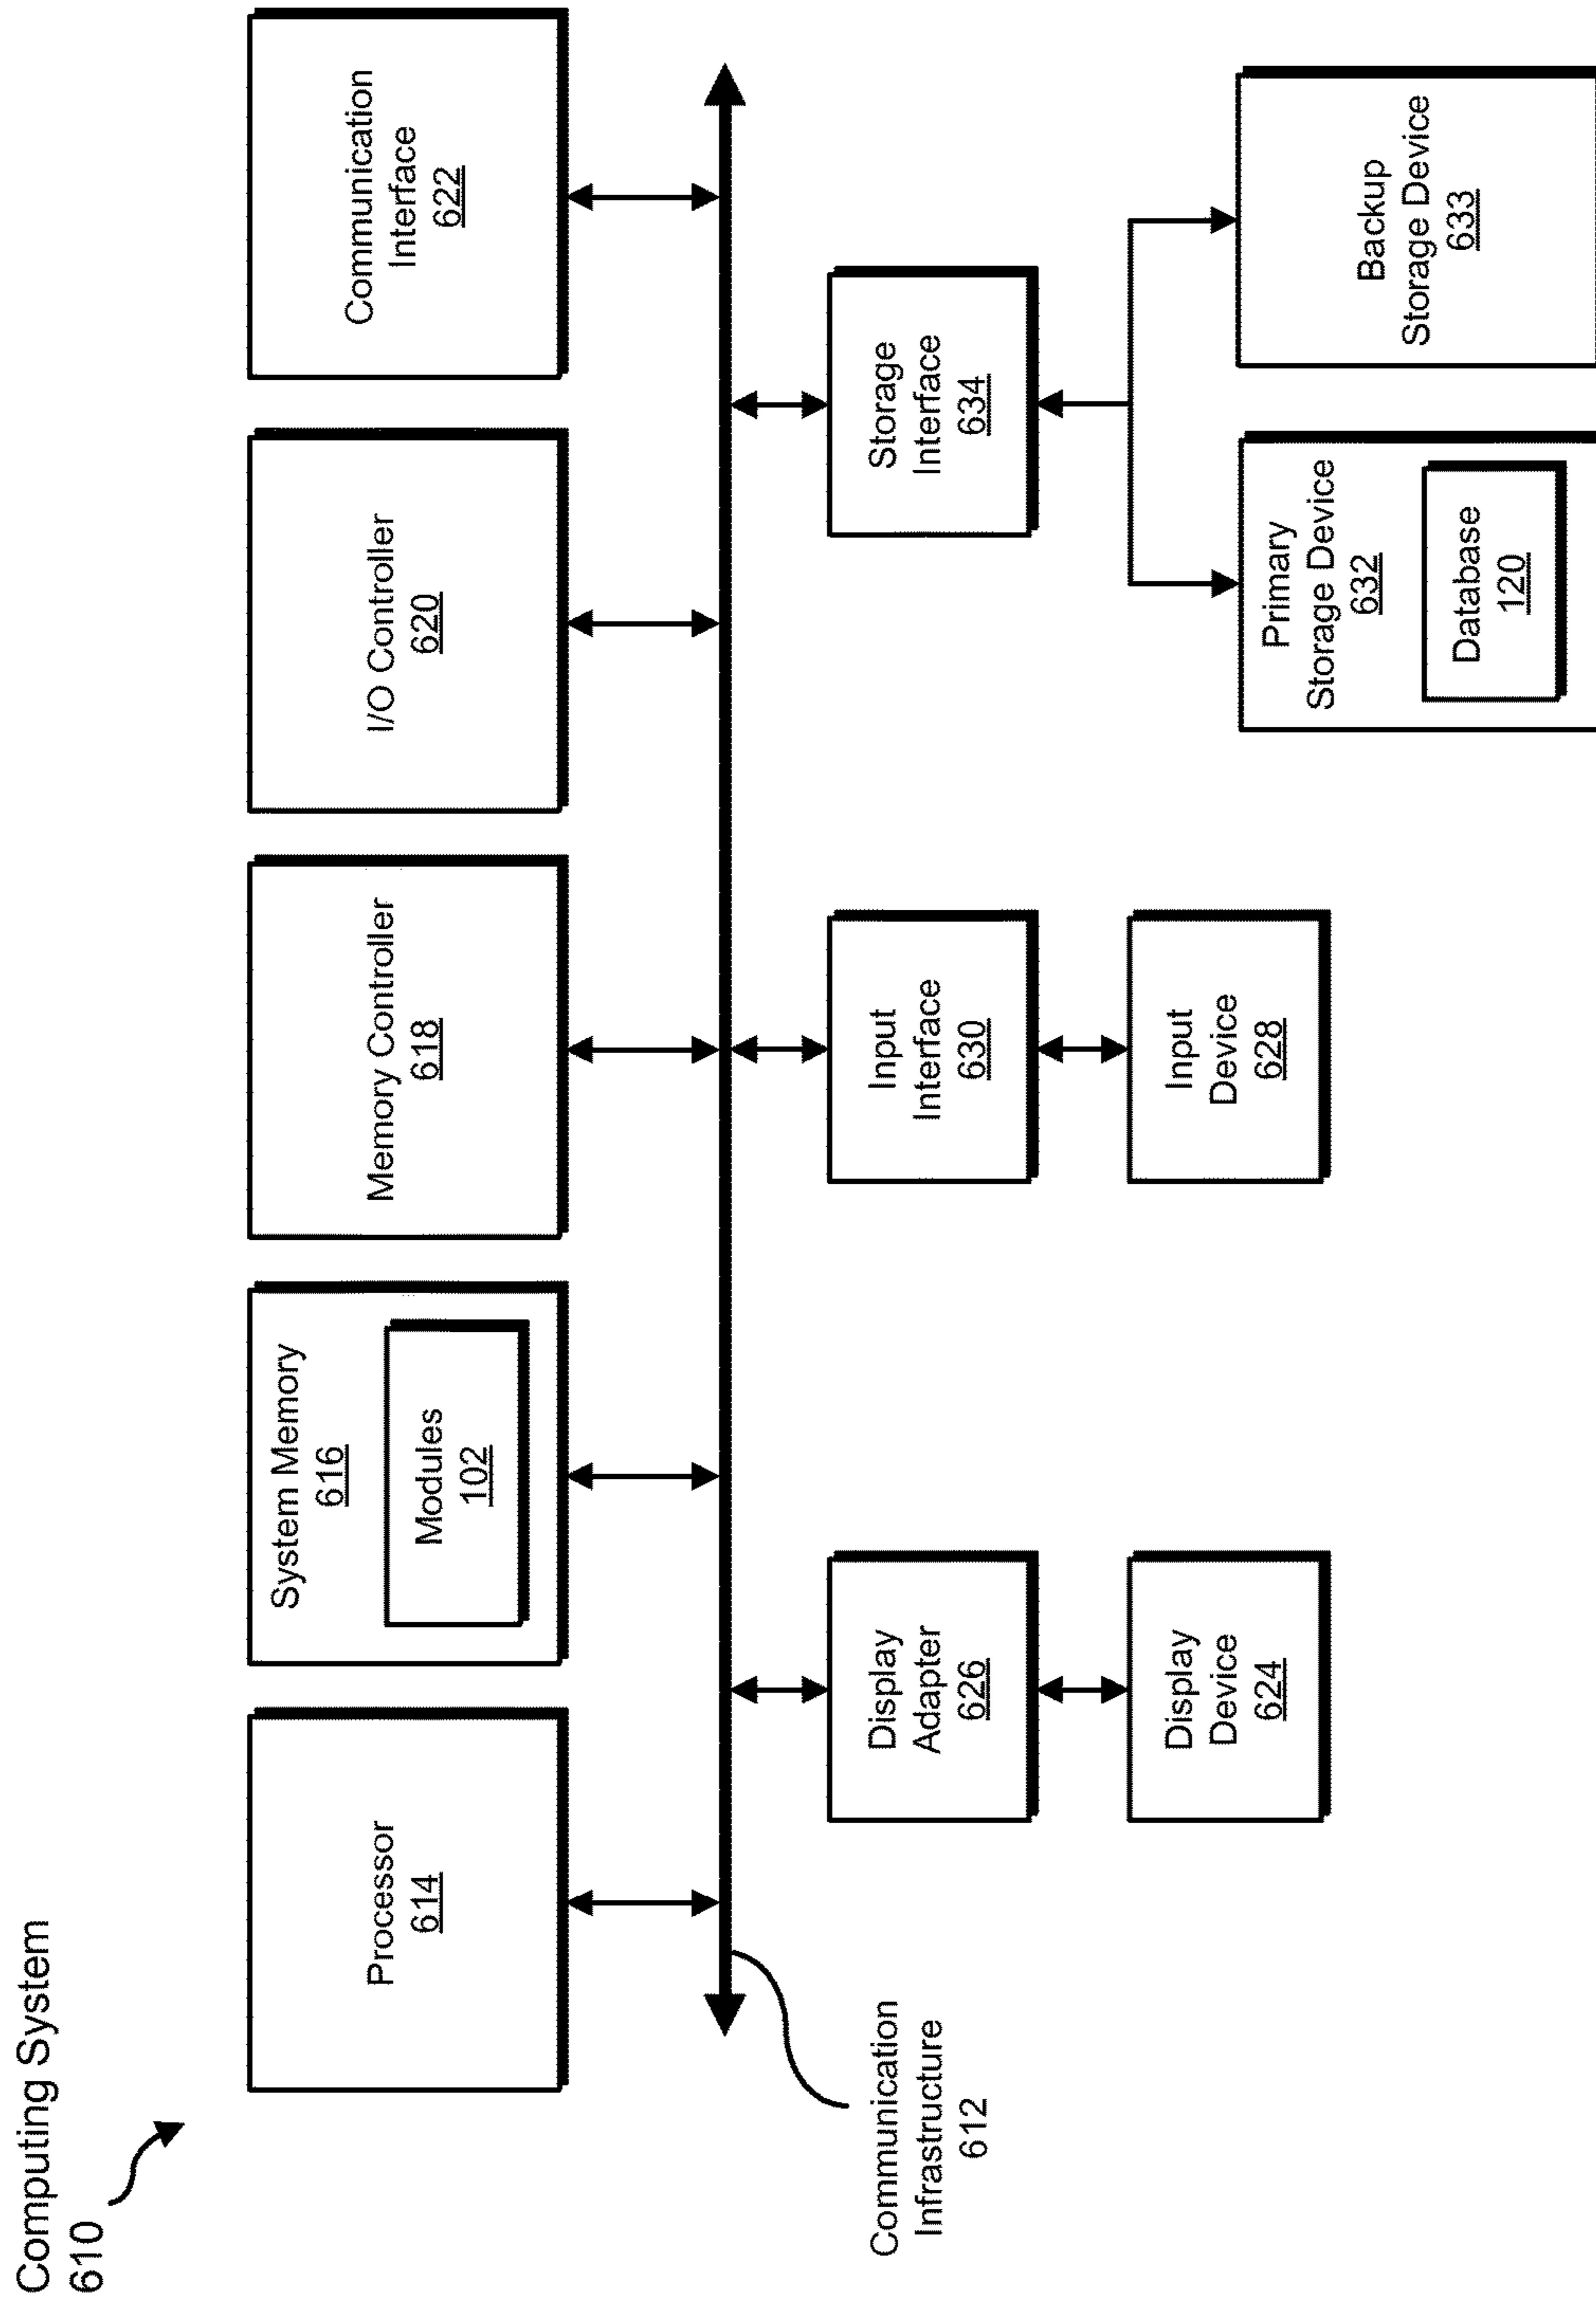 Computing System
610
Processor
614
System Memory
616
Modules
102
Memory Controller
618
I/O Controller
620
Communication
Interface
622
Communication
Infrastructure
612
Display
Adapter
626
Input
Interface
630
Storage
Interface
634
Display
Device
624
Input
Device
628
Primary
Storage Device
632
Database
120
Backup
Storage Device
633